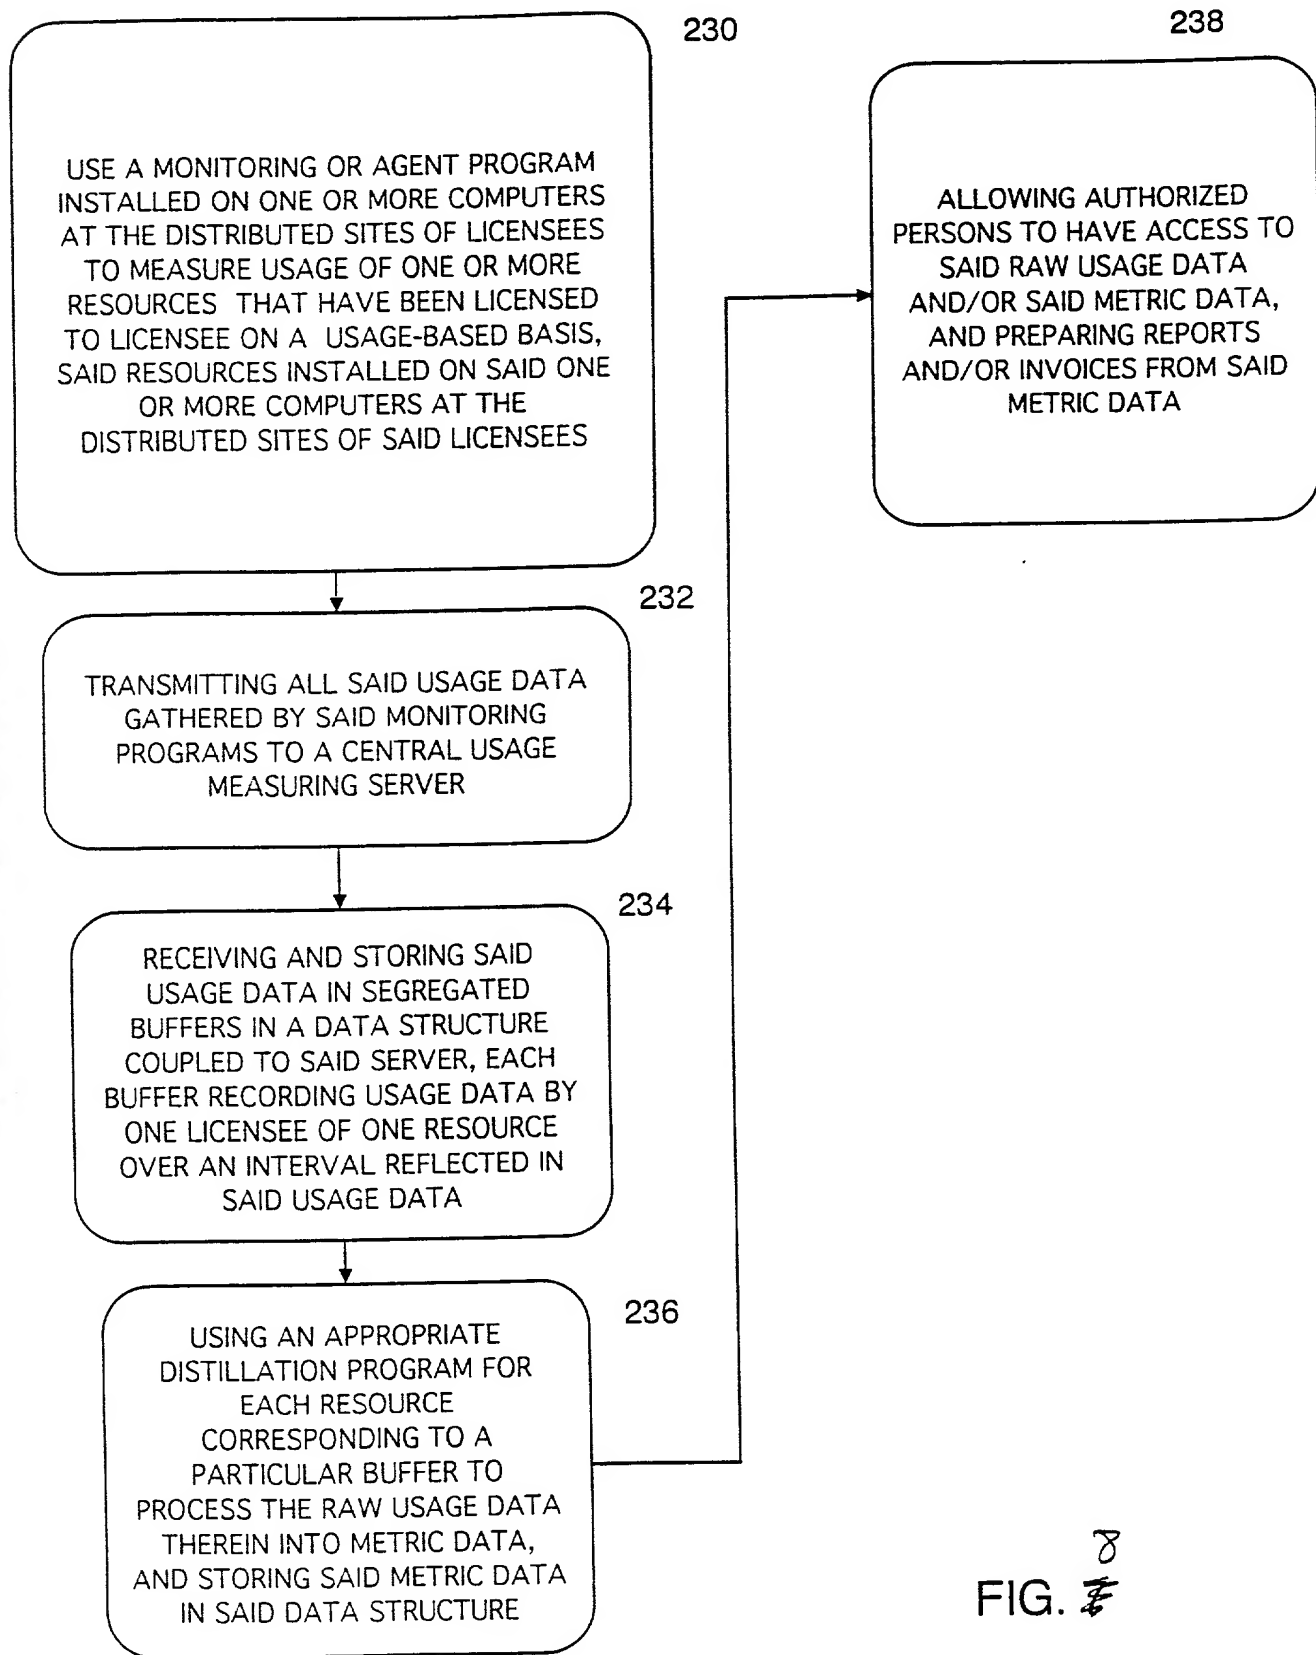 230
USE A MONITORING OR AGENT PROGRAM
INSTALLED ON ONE OR MORE COMPUTERS
AT THE DISTRIBUTED SITES OF LICENSEES
TO MEASURE USAGE OF ONE OR MORE
RESOURCES THAT HAVE BEEN LICENSED
TO LICENSEE ON A USAGE-BASED BASIS,
SAID RESOURCES INSTALLED ON SAID ONE
OR MORE COMPUTERS AT THE
DISTRIBUTED SITES OF SAID LICENSEES
232
TRANSMITTING ALL SAID USAGE DATA
GATHERED BY SAID MONITORING
PROGRAMS TO A CENTRAL USAGE
MEASURING SERVER
234
RECEIVING AND STORING SAID
USAGE DATA IN SEGREGATED
BUFFERS IN A DATA STRUCTURE
COUPLED TO SAID SERVER, EACH
BUFFER RECORDING USAGE DATA BY
ONE LICENSEE OF ONE RESOURCE
OVER AN INTERVAL REFLECTED IN
SAID USAGE DATA
236
USING AN APPROPRIATE
DISTILLATION PROGRAM FOR
EACH RESOURCE
CORRESPONDING TO A
PARTICULAR BUFFER TO
PROCESS THE RAW USAGE DATA
THEREIN INTO METRIC DATA,
AND STORING SAID METRIC DATA
IN SAID DATA STRUCTURE
238
ALLOWING AUTHORIZED
PERSONS TO HAVE ACCESS TO
SAID RAW USAGE DATA
AND/OR SAID METRIC DATA,
AND PREPARING REPORTS
AND/OR INVOICES FROM SAID
METRIC DATA
8
FIG.